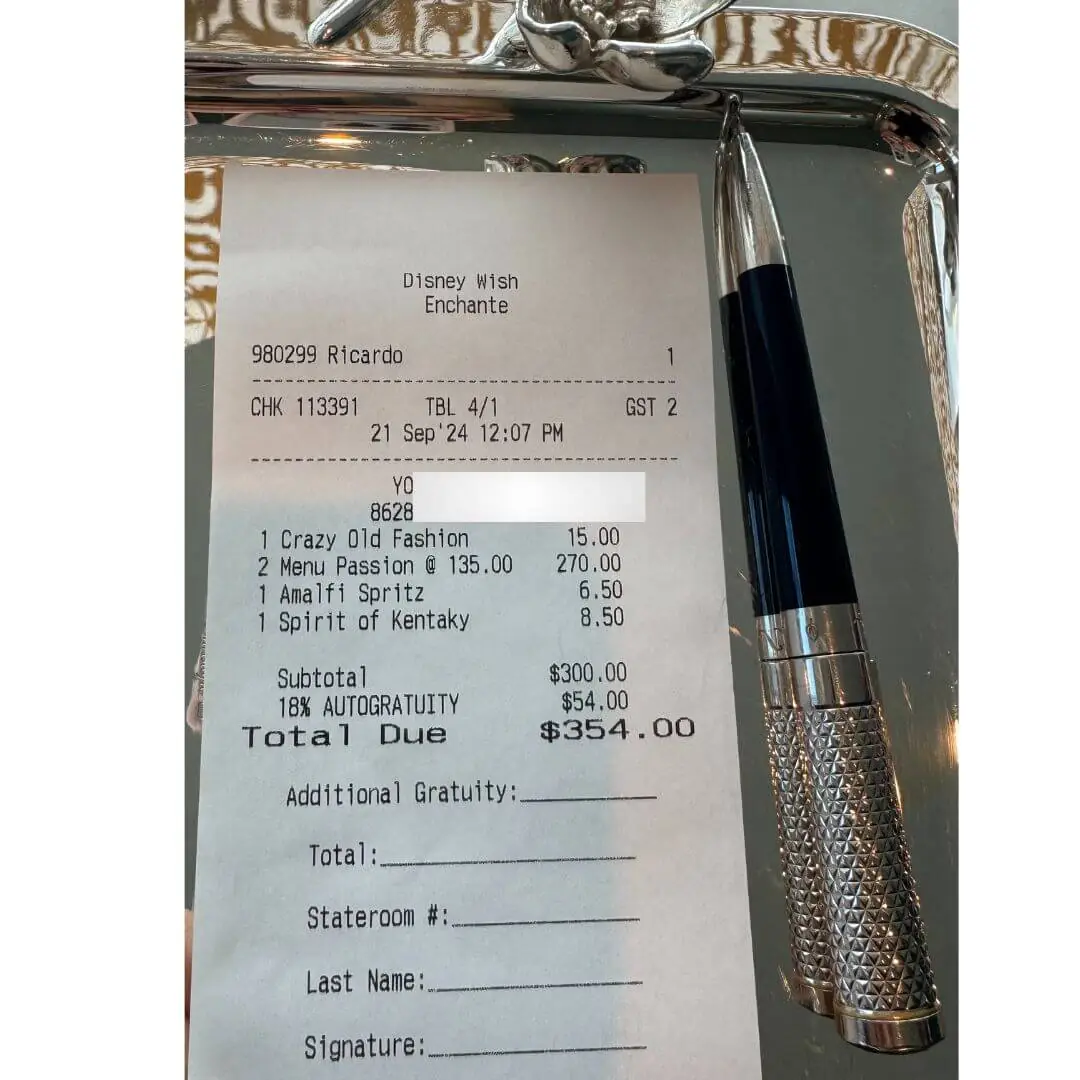 Disney Wish
Enchante
980299 Ricardo 1
CHK 113391 TBL 4/1 GST 2
21 Sep'24 12:07 PM
YO
8628
1 Crazy Old Fashion 15.00
2 Menu Passion @ 135.00 270.00
1 Amalfi Spritz 6.50
1 Spirit of Kentaky 8.50
Subtotal $300.00
18% AUTOGRATUITY $54.00
Total Due $354.00
Additional Gratuity:
Total:
Stateroom #:
Last Name:
Signature: